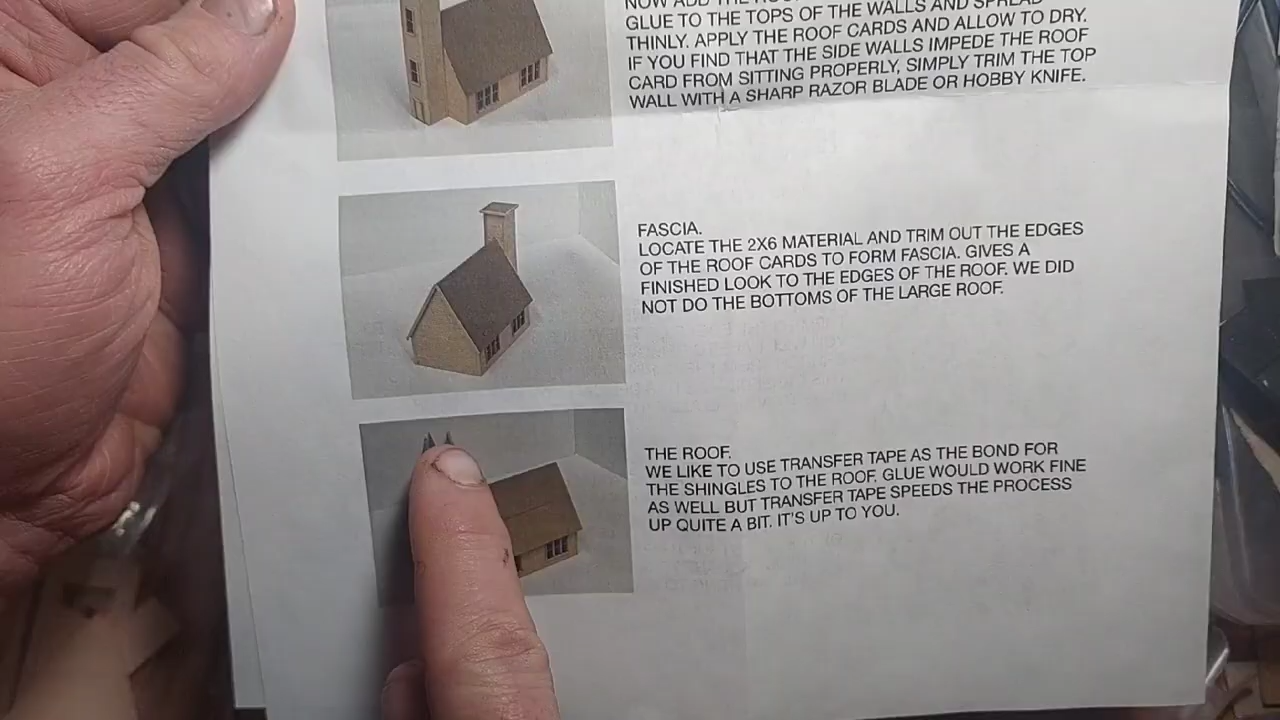 NOW ADD THE
GLUE TO THE TOPS OF THE WALLS AND SPREAD
THINLY. APPLY THE ROOF CARDS AND ALLOW TO DRY.
IF YOU FIND THAT THE SIDE WALLS IMPEDE THE ROOF
CARD FROM SITTING PROPERLY, SIMPLY TRIM THE TOP
WALL WITH A SHARP RAZOR BLADE OR HOBBY KNIFE.
FASCIA.
LOCATE THE 2X6 MATERIAL AND TRIM OUT THE EDGES
OF THE ROOF CARDS TO FORM FASCIA. GIVES A
FINISHED LOOK TO THE EDGES OF THE ROOF. WE DID
NOT DO THE BOTTOMS OF THE LARGE ROOF.
THE ROOF.
WE LIKE TO USE TRANSFER TAPE AS THE BOND FOR
THE SHINGLES TO THE ROOF. GLUE WOULD WORK FINE
AS WELL BUT TRANSFER TAPE SPEEDS THE PROCESS
UP QUITE A BIT. IT'S UP TO YOU.